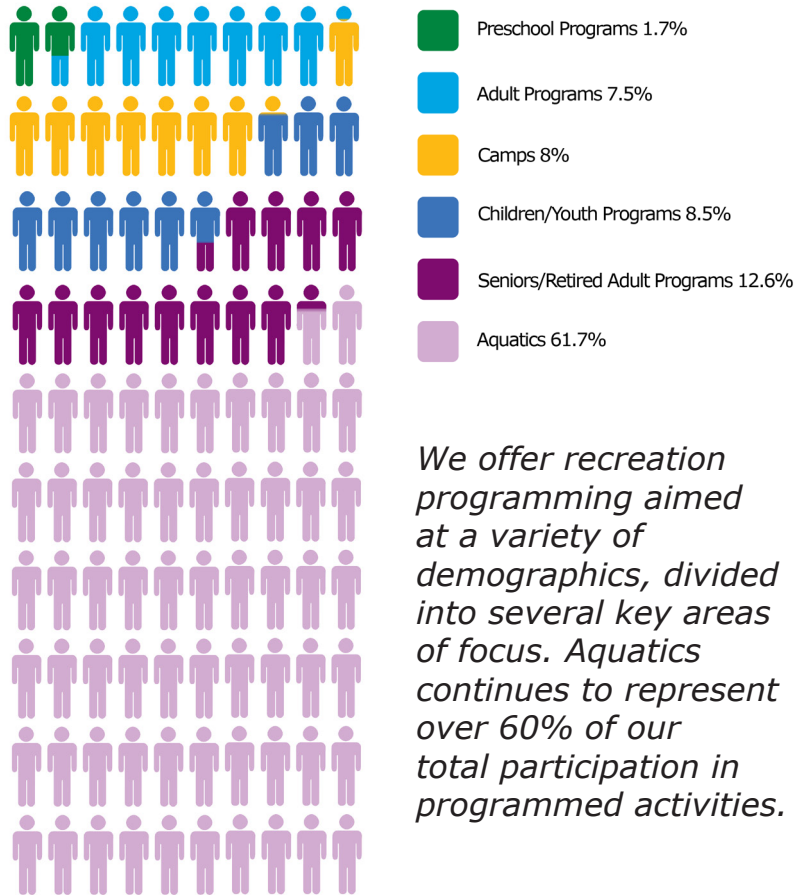 Preschool Programs 1.7%
Adult Programs 7.5%
Camps 8%
Children/Youth Programs 8.5%
Seniors/Retired Adult Programs 12.6%
Aquatics 61.7%
We offer recreation
programming aimed
at a variety of
demographics, divided
into several key areas
of focus. Aquatics
continues to represent
over 60% of our
total participation in
programmed activities.